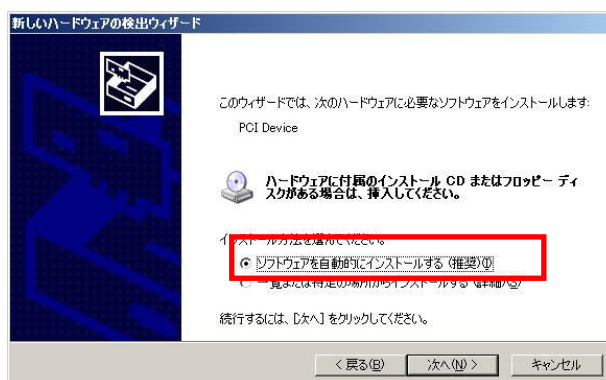 新しいハードウェアの検出ウィザード
このウィザードでは、次のハードウェアに必要なソフトウェアをインストールします:
PCI Device
ハードウェアに付属のインストール CD またはフロッピー ディ
スクがある場合は、挿入してください。
インストール方法を選んでください。
ソフトウェアを自動的にインストールする (推奨)(I)
一覧または特定の場所からインストールする (詳細)(S)
続行するには、[次へ] をクリックしてください。
< 戻る(B)
次へ(N) >
キャンセル